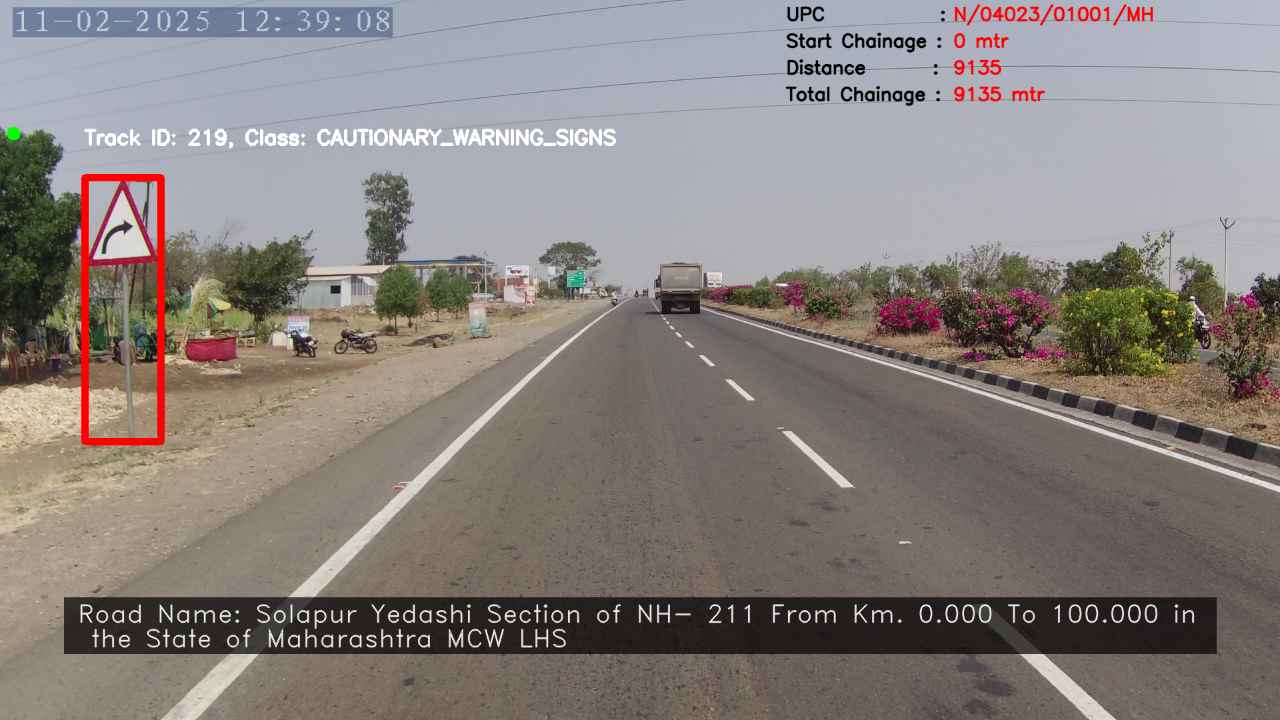 11-02-2025 12:39:08
UPC : N/04023/01001/MH
Start Chainage : 0 mtr
Distance : 9135
Total Chainage : 9135 mtr
Track ID: 219, Class: CAUTIONARY_WARNING_SIGNS
Road Name: Solapur Yedashi Section of NH- 211 From Km. 0.000 To 100.000 in
the State of Maharashtra MCW LHS